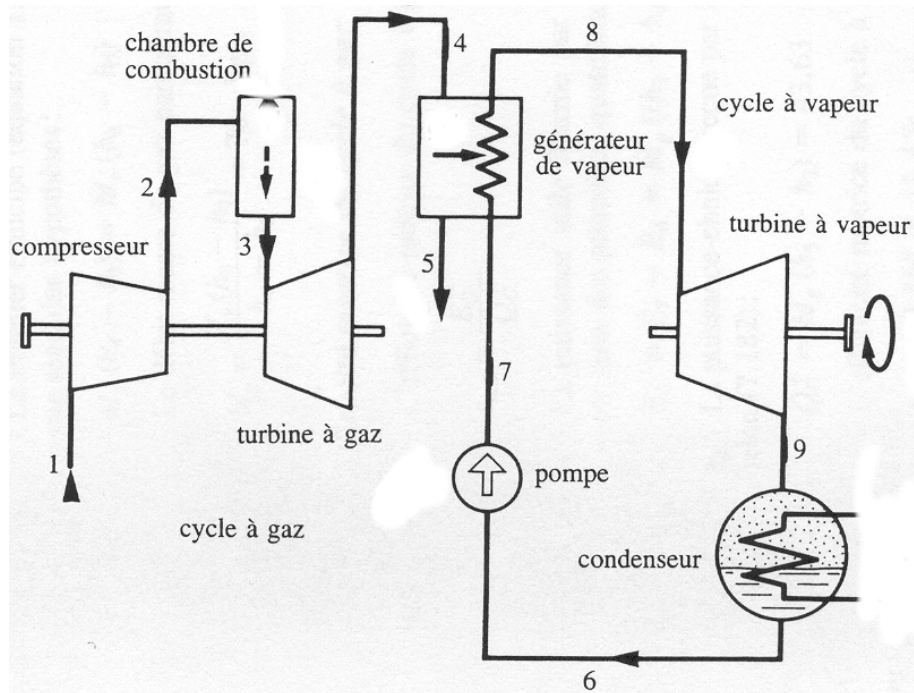 chambre de
combustion
4
8
cycle à vapeur
générateur
de vapeur
2
3
compresseur
5
turbine à vapeur
7
turbine à gaz
1
9
pompe
cycle à gaz
condenseur
6